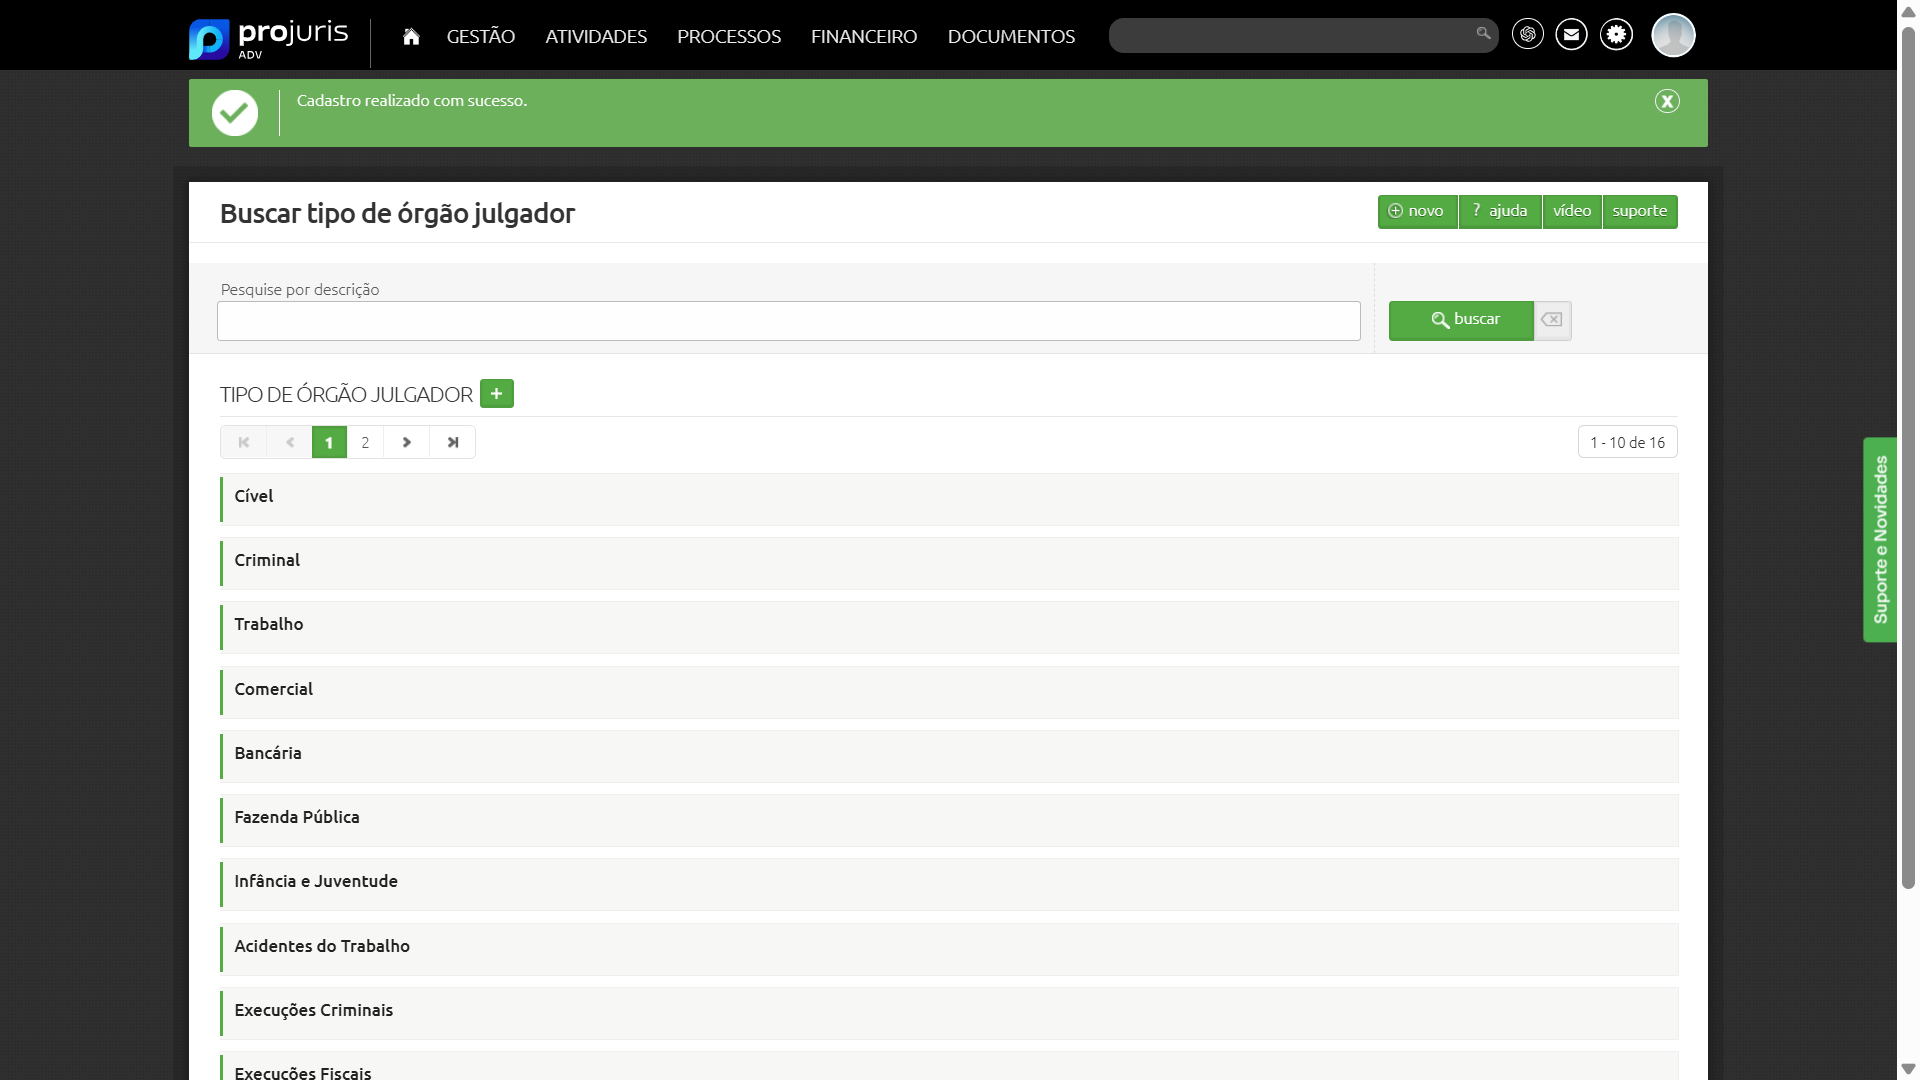 projuris
ADV
GESTÃO
ATIVIDADES
PROCESSOS
FINANCEIRO
DOCUMENTOS
Cadastro realizado com sucesso.
Buscar tipo de órgão julgador
novo
? ajuda
vídeo
suporte
Pesquise por descrição
buscar
TIPO DE ÓRGÃO JULGADOR
1
2
1 - 10 de 16
Cível
Criminal
Trabalho
Comercial
Bancária
Fazenda Pública
Infância e Juventude
Acidentes do Trabalho
Execuções Criminais
Execuções Fiscais
Suporte e Novidades